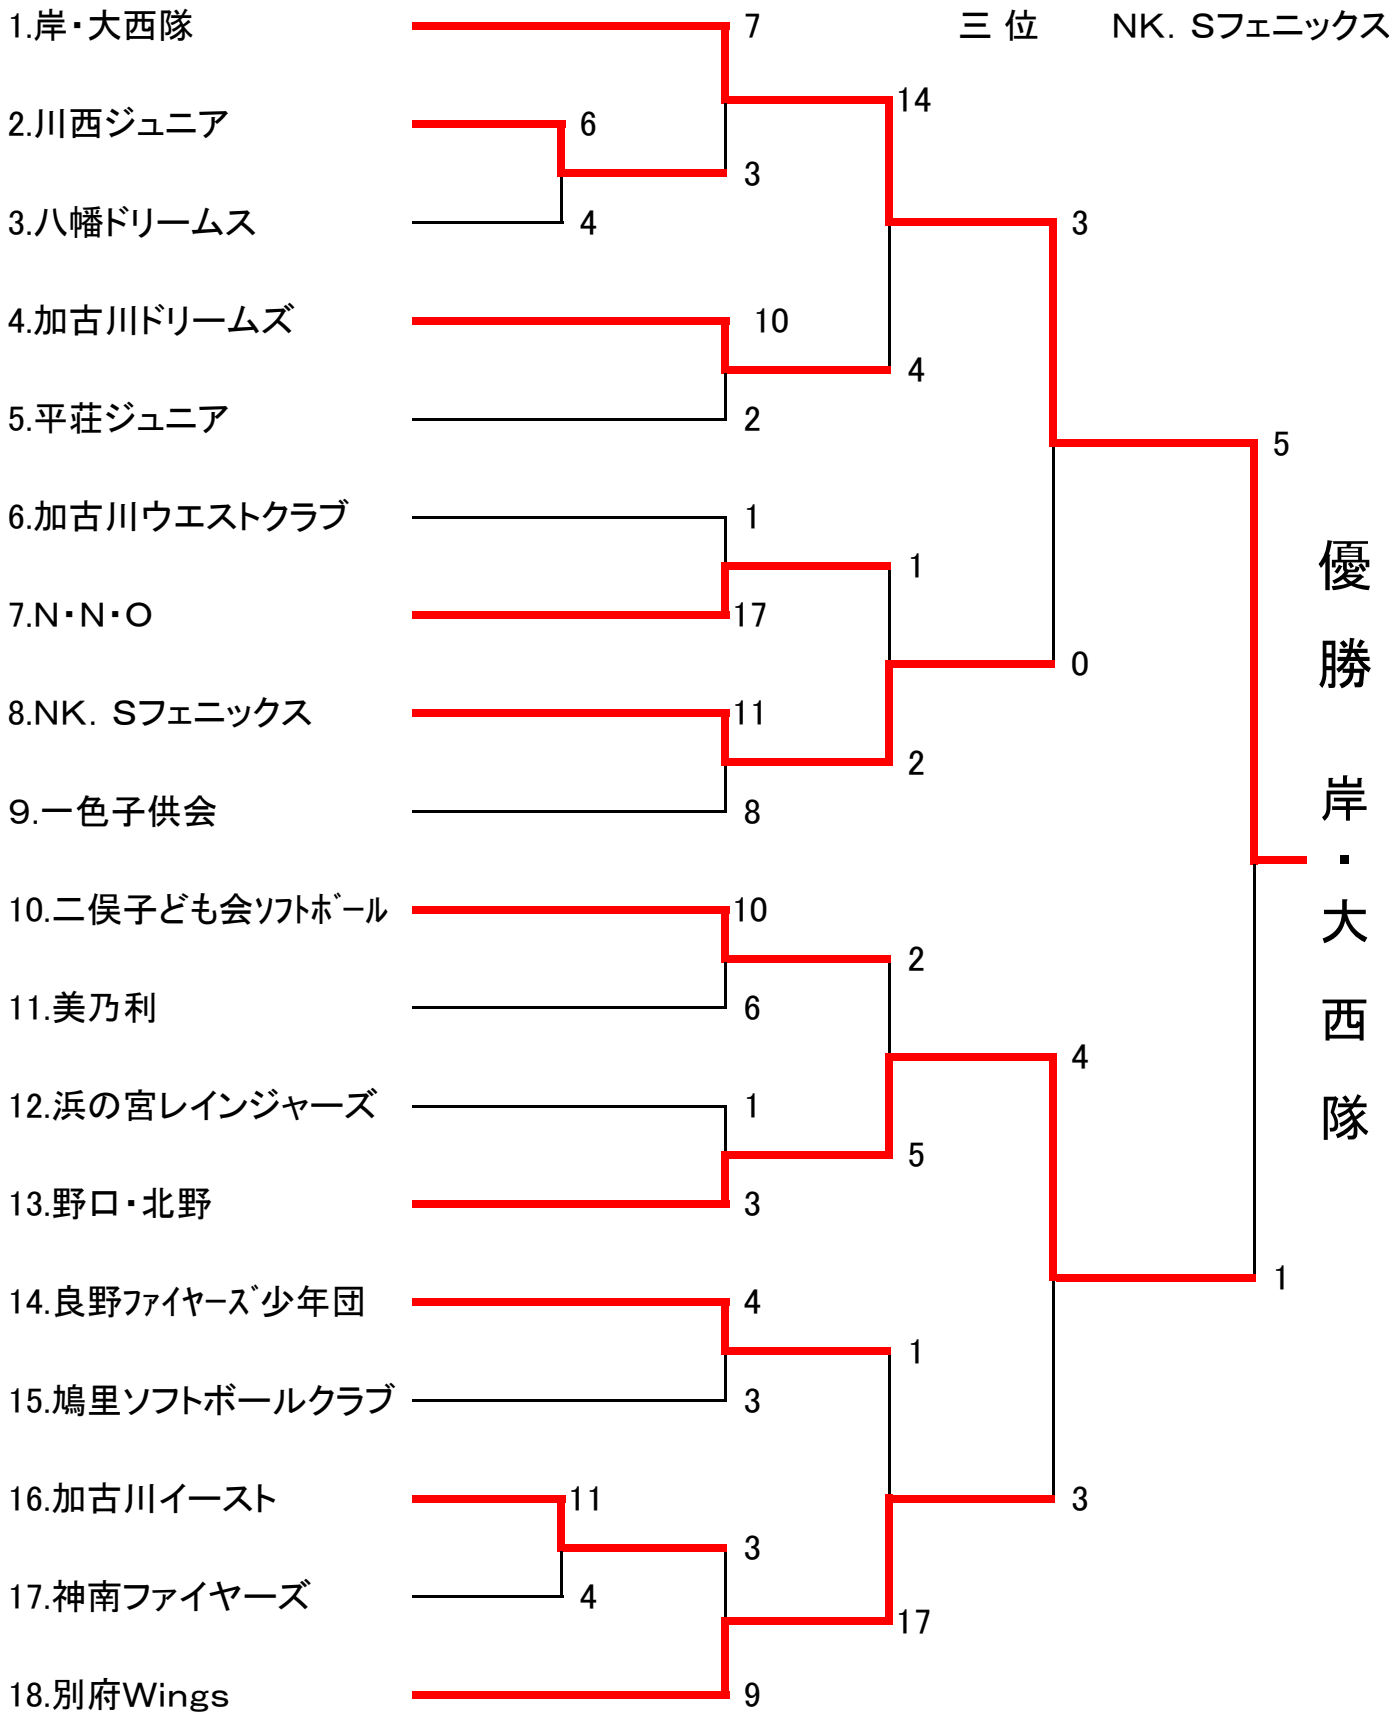 1.岸・大西隊 7 三位 NK．Sフェニックス
14
2.川西ジュニア 6
3
3.八幡ドリームス 4 3
4.加古川ドリームズ 10
4
5.平荘ジュニア 2
5
6.加古川ウエストクラブ 1
1
7.N・N・O 17
0
8.NK．Sフェニックス 11
2
9.一色子供会 8
10.二俣子ども会ｿﾌﾄﾎﾞｰﾙ 10
2
11.美乃利 6
4
12.浜の宮レインジャーズ 1
5
13.野口・北野 3
1
14.良野ﾌｧｲﾔｰｽﾞ少年団 4
1
15.鳩里ソフトボールクラブ 3
16.加古川イースト 11 3
3
17.神南ファイヤーズ 4
17
18.別府Wings 9
優勝 岸・大西隊